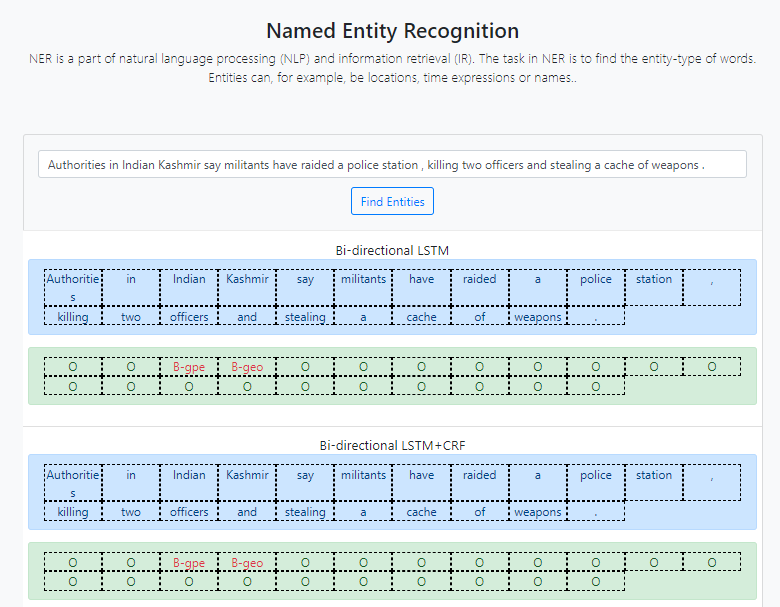 Named Entity Recognition
NER is a part of natural language processing (NLP) and information retrieval (IR). The task in NER is to find the entity-type of words.
Entities can, for example, be locations, time expressions or names..
Authorities in Indian Kashmir say militants have raided a police station , killing two officers and stealing a cache of weapons .
Find Entities
Bi-directional LSTM
Authorities in Indian Kashmir say militants have raided a police station ,
killing two officers and stealing a cache of weapons .
O O B-gpe B-geo O O O O O O O O
O O O O O O O O O O
Bi-directional LSTM+CRF
Authorities in Indian Kashmir say militants have raided a police station ,
killing two officers and stealing a cache of weapons .
O O B-gpe B-geo O O O O O O O O
O O O O O O O O O O